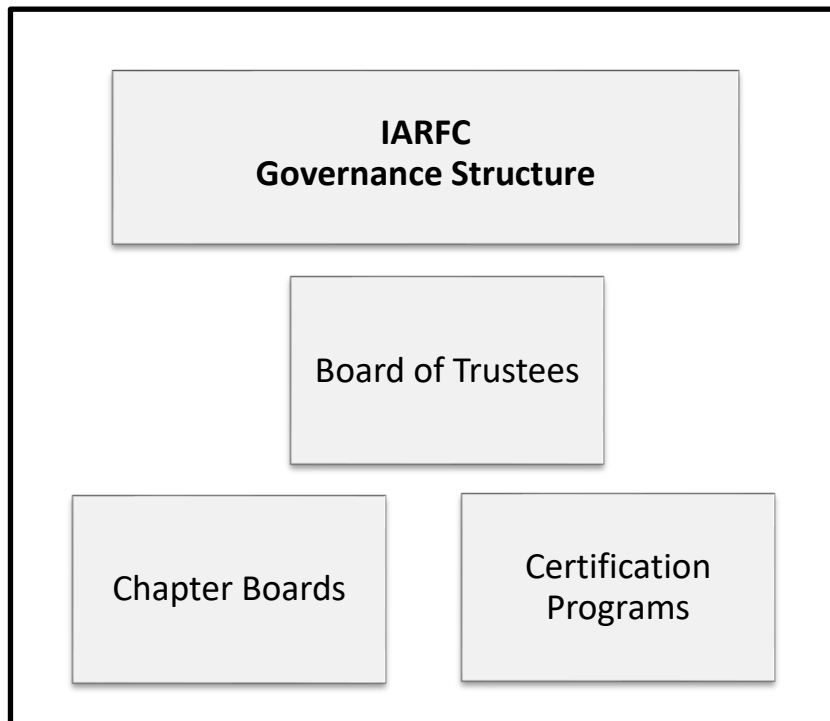 IARFC
Governance Structure
Board of Trustees
Chapter Boards
Certification
Programs